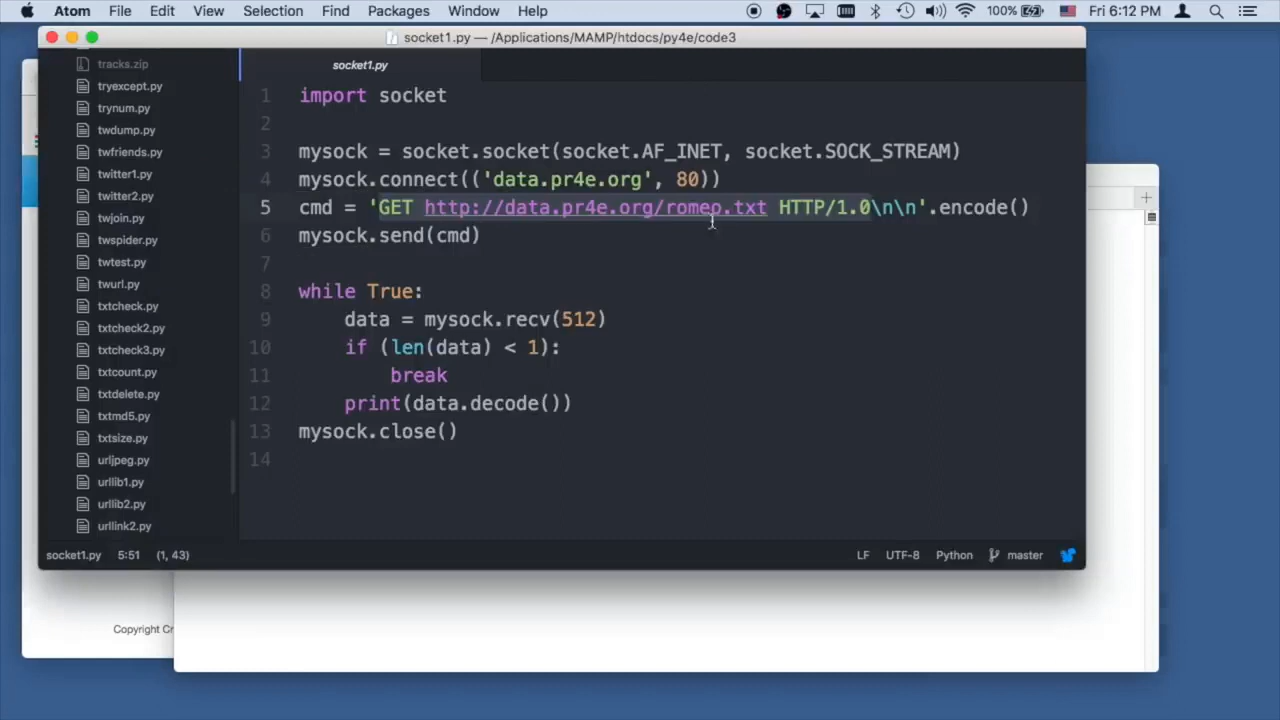 Atom File Edit View Selection Find Packages Window Help 100% Fri 6:12 PM
socket1.py — /Applications/MAMP/htdocs/py4e/code3
tracks.zip
tryexcept.py
trynum.py
twdump.py
twfriends.py
twitter1.py
twitter2.py
twjoin.py
twspider.py
twtest.py
twurl.py
txtcheck.py
txtcheck2.py
txtcheck3.py
txtcount.py
txtdelete.py
txtmd5.py
txtsize.py
urljpeg.py
urllib1.py
urllib2.py
urllink2.py
socket1.py
1 import socket
2
3 mysock = socket.socket(socket.AF_INET, socket.SOCK_STREAM)
4 mysock.connect(('data.pr4e.org', 80))
5 cmd = 'GET http://data.pr4e.org/romeo.txt HTTP/1.0\n\n'.encode()
6 mysock.send(cmd)
7
8 while True:
9 data = mysock.recv(512)
10 if (len(data) < 1):
11 break
12 print(data.decode())
13 mysock.close()
14
socket1.py 5:51 (1, 43) LF UTF-8 Python master
Copyright